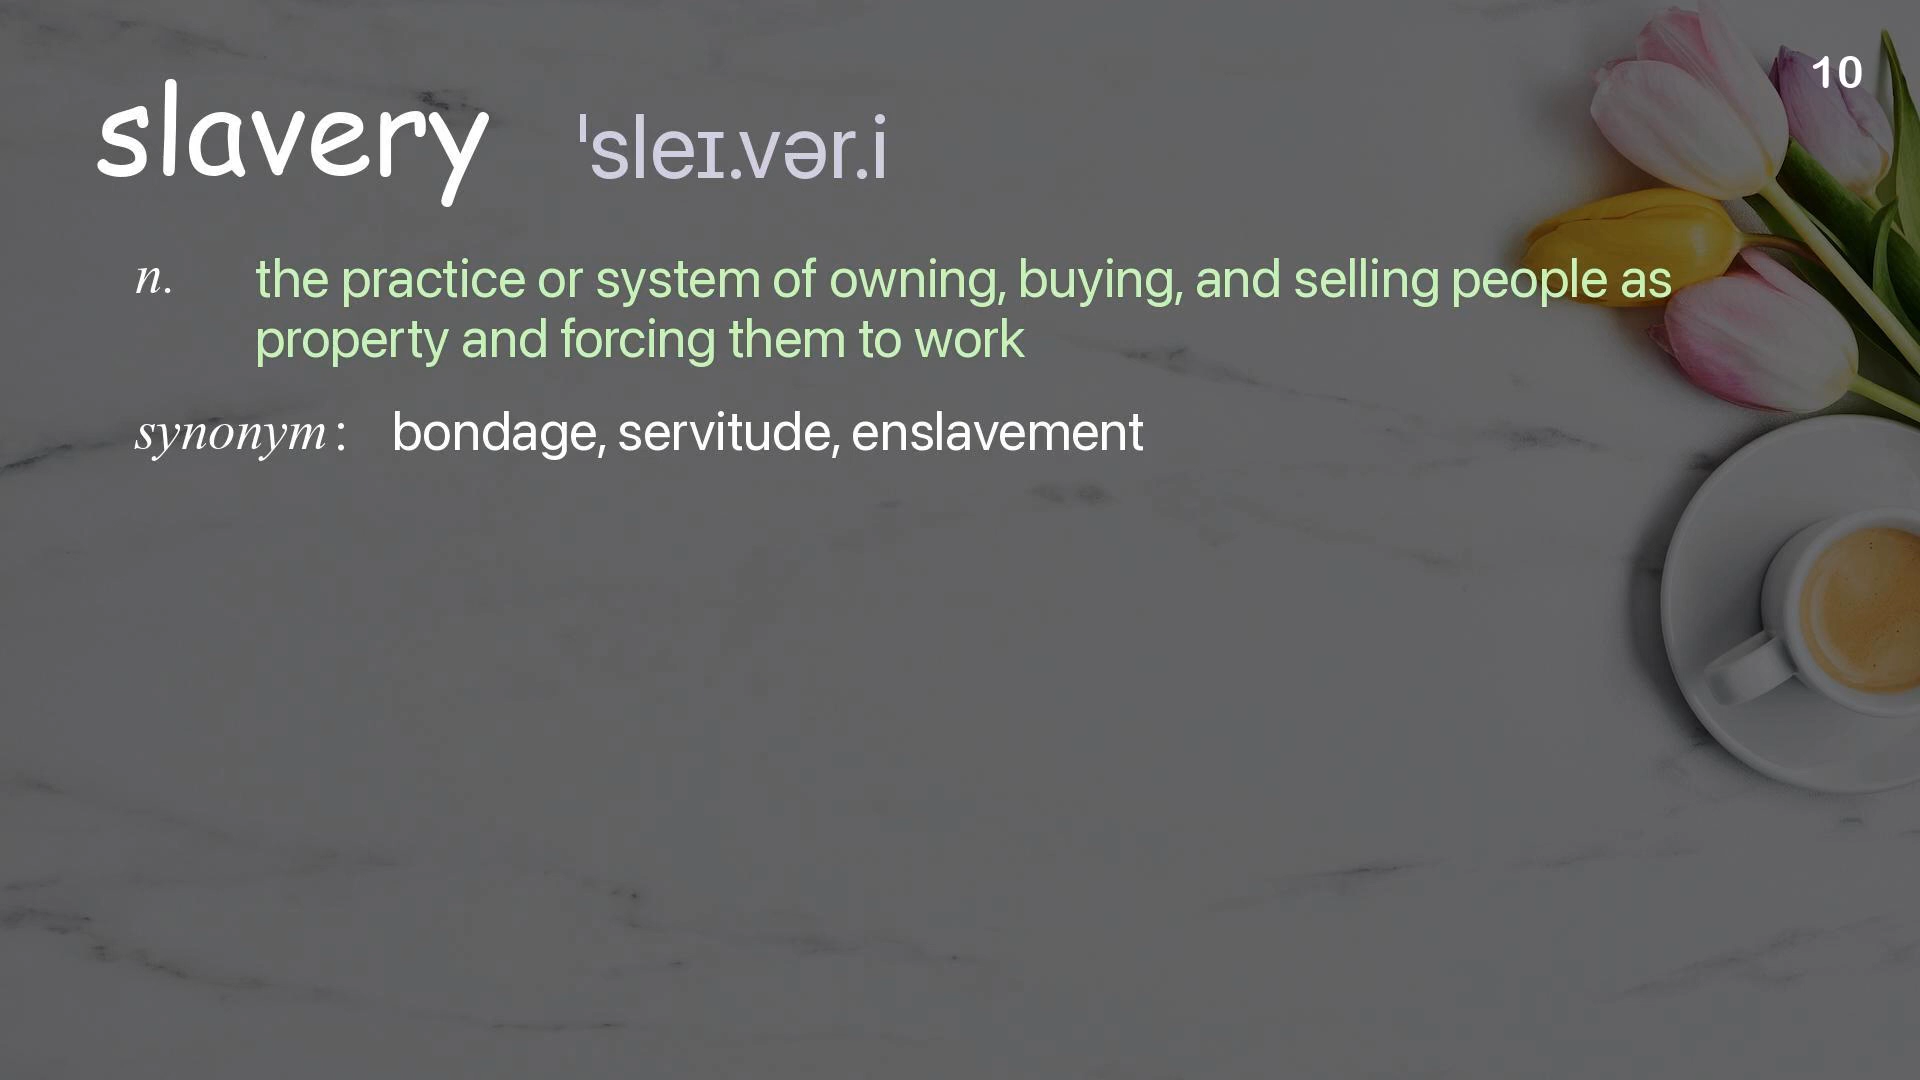 10
slavery ˈsleɪ.vər.i
n. the practice or system of owning, buying, and selling people as
property and forcing them to work
synonym: bondage, servitude, enslavement